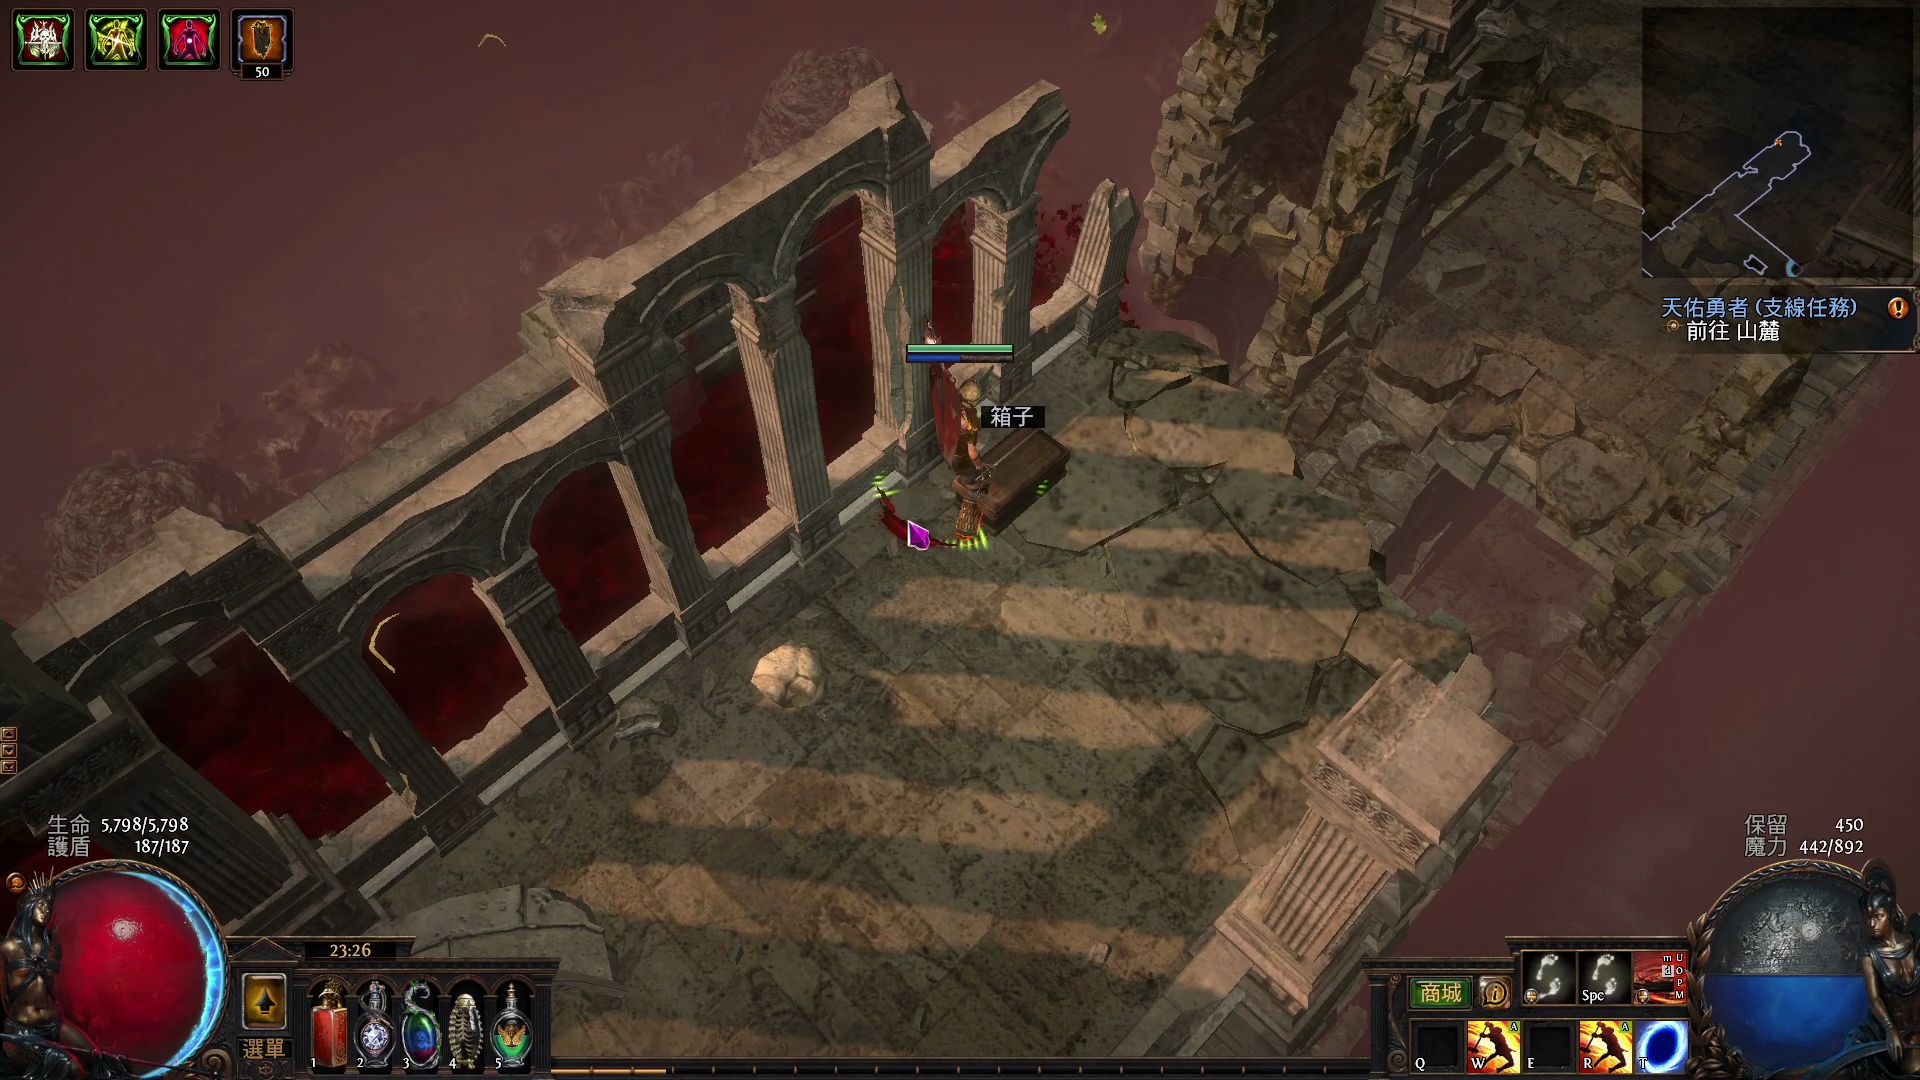 50
天佑勇者 (支線任務)
前往 山麓
箱子
生命 5,798/5,798
護盾 187/187
保留 450
魔力 442/892
23:26
選單
1 2 3 4 5
商城
Spc
m U
d O
P
M
A A
Q W E R T